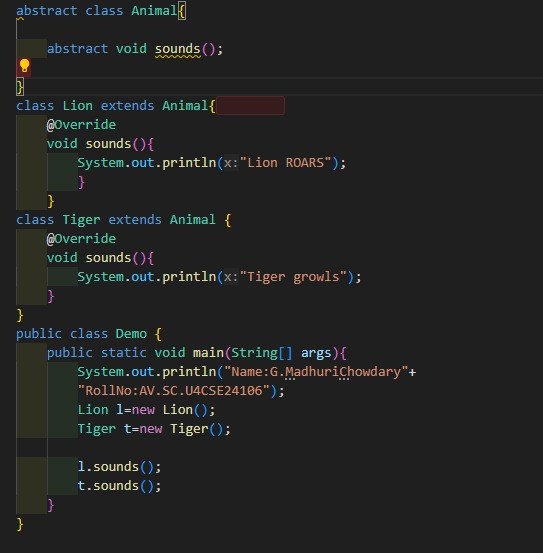 abstract class Animal{
abstract void sounds();
}
class Lion extends Animal{
@Override
void sounds(){
System.out.println(x:"Lion ROARS");
}
}
class Tiger extends Animal {
@Override
void sounds(){
System.out.println(x:"Tiger growls");
}
}
public class Demo {
public static void main(String[] args){
System.out.println("Name:G.MadhuriChowdary"+
"RollNo:AV.SC.U4CSE24106");
Lion l=new Lion();
Tiger t=new Tiger();
l.sounds();
t.sounds();
}
}